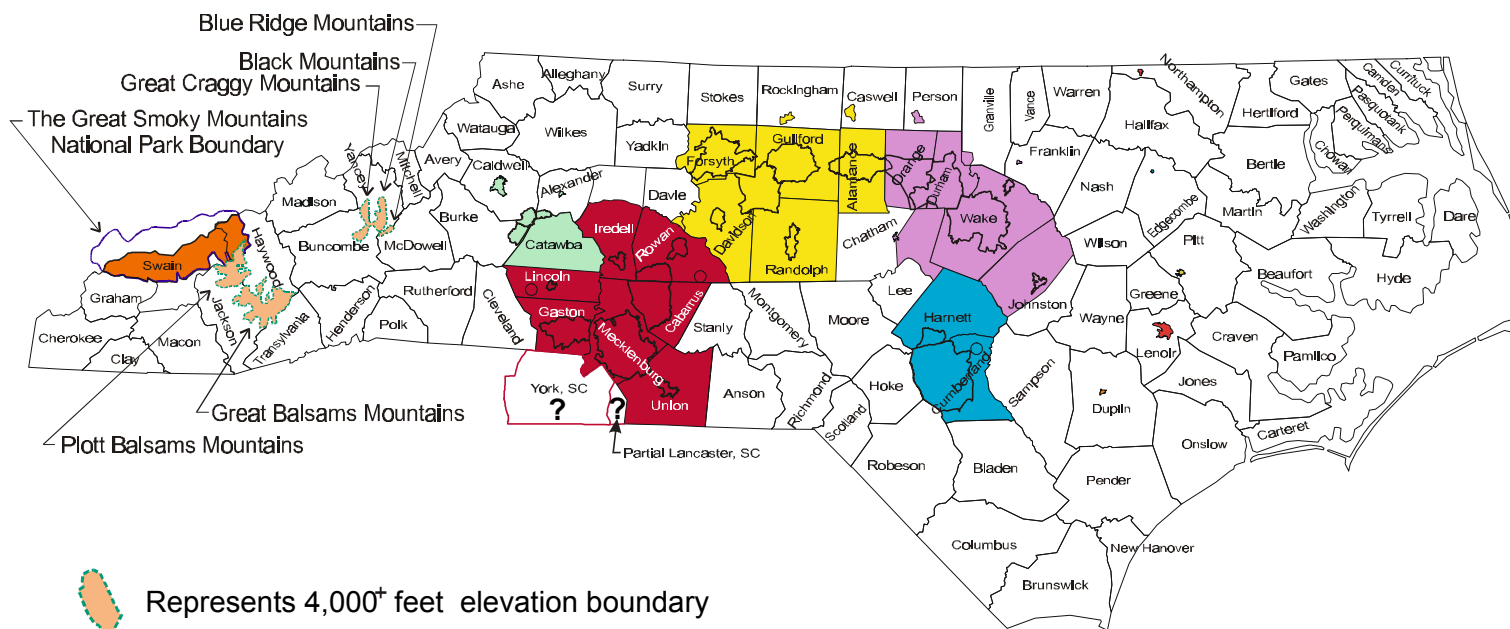 Blue Ridge Mountains
Black Mountains
Great Craggy Mountains
The Great Smoky Mountains
National Park Boundary
Ashe
Alleghany
Surry
Stokes
Rockingham
Caswell
Person
Granville
Vance
Warren
Northampton
Gates
Currituck
Camden
Pasquotank
Perquimans
Chowan
Hertford
Halifax
Watauga
Wilkes
Yadkin
Forsyth
Guilford
Alamance
Orange
Durham
Franklin
Bertie
Yancey
Mitchell
Avery
Caldwell
Alexander
Davie
Nash
Madison
Burke
Iredell
Davidson
Wake
Edgecombe
Martin
Washington
Tyrrell
Dare
Haywood
Buncombe
McDowell
Catawba
Rowan
Randolph
Chatham
Wilson
Pitt
Swain
Lincoln
Beaufort
Hyde
Graham
Jackson
Rutherford
Cleveland
Gaston
Cabarrus
Stanly
Montgomery
Moore
Lee
Harnett
Johnston
Greene
Wayne
Cherokee
Macon
Clay
Transylvania
Henderson
Polk
Mecklenburg
Lenoir
Craven
Pamlico
York, SC
?
?
Union
Anson
Richmond
Scotland
Hoke
Cumberland
Sampson
Duplin
Jones
Great Balsams Mountains
Plott Balsams Mountains
Partial Lancaster, SC
Carteret
Onslow
Robeson
Bladen
Pender
Columbus
New Hanover
Brunswick
Represents 4,000+ feet elevation boundary